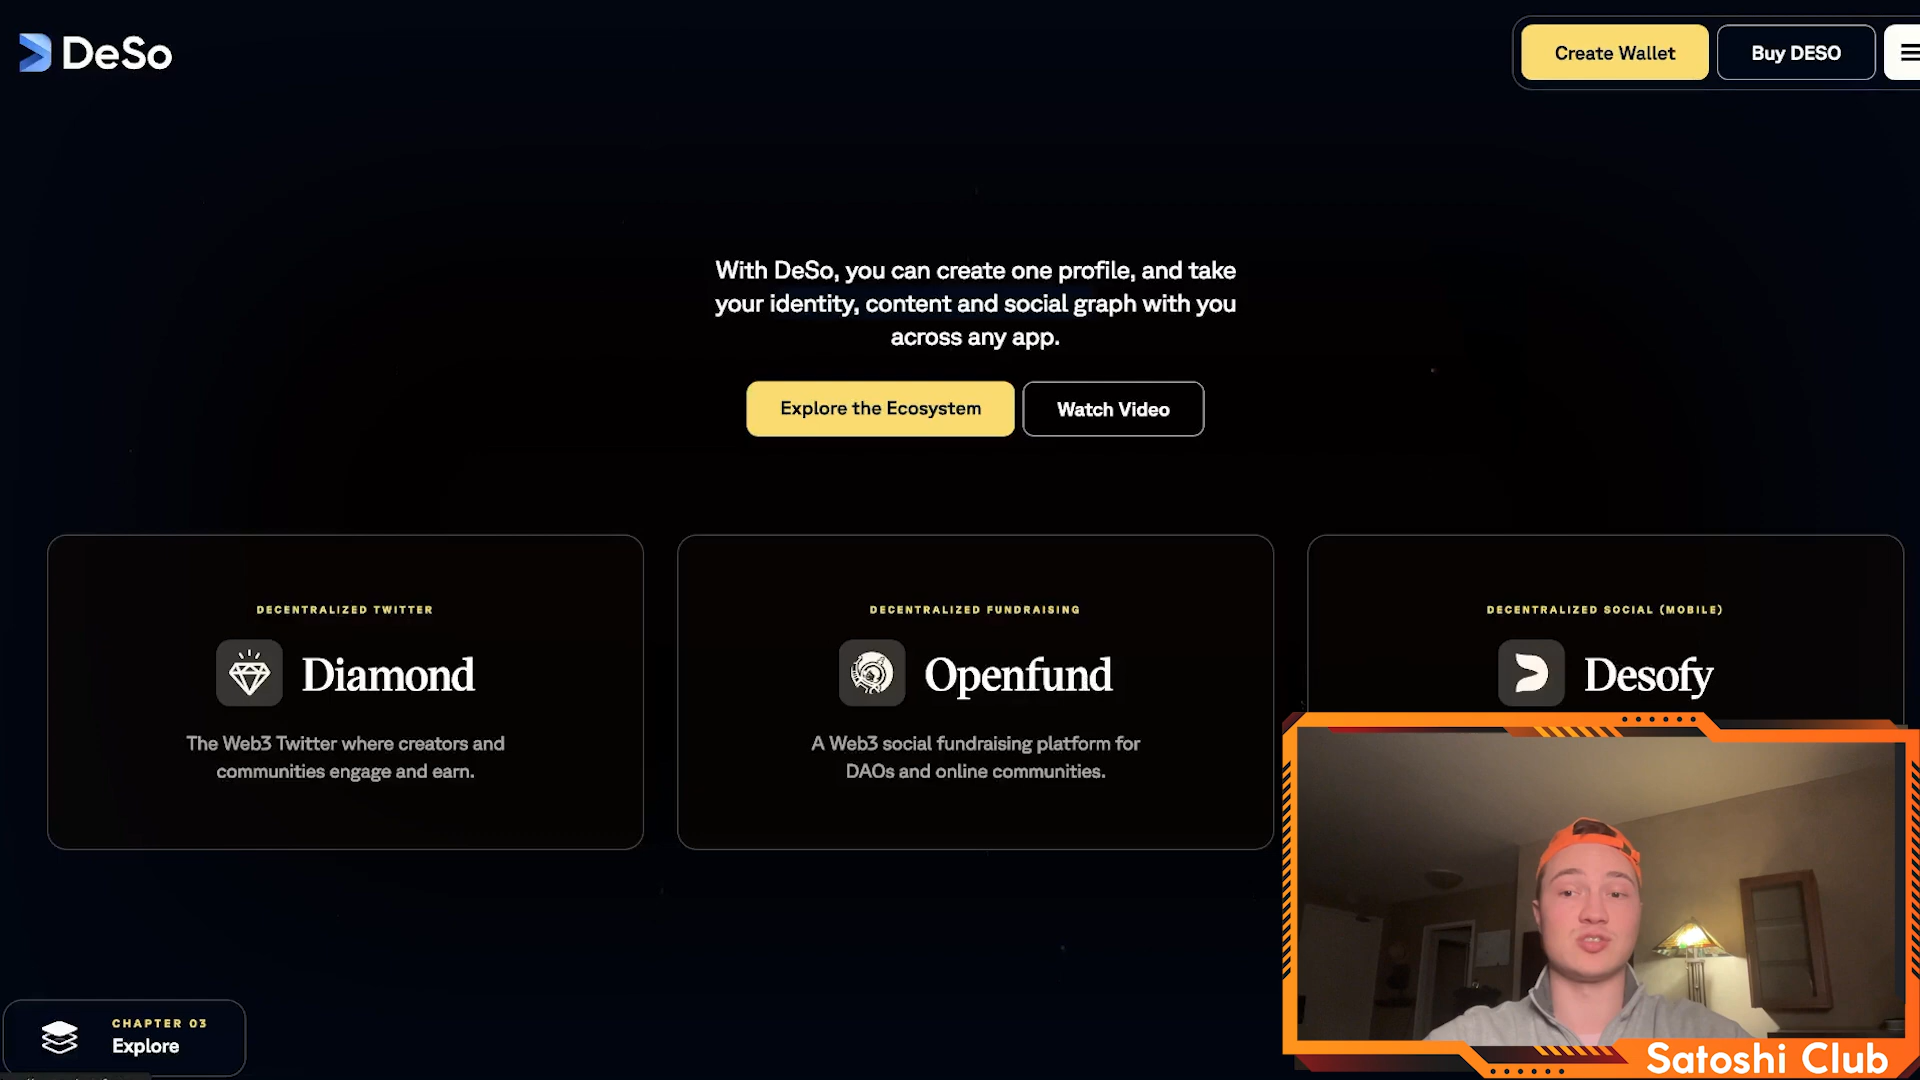 DeSo
Create Wallet
Buy DESO
With DeSo, you can create one profile, and take
your identity, content and social graph with you
across any app.
Explore the Ecosystem
Watch Video
DECENTRALIZED TWITTER
Diamond
The Web3 Twitter where creators and
communities engage and earn.
DECENTRALIZED FUNDRAISING
Openfund
A Web3 social fundraising platform for
DAOs and online communities.
DECENTRALIZED SOCIAL (MOBILE)
Desofy
CHAPTER 03
Explore
Satoshi Club